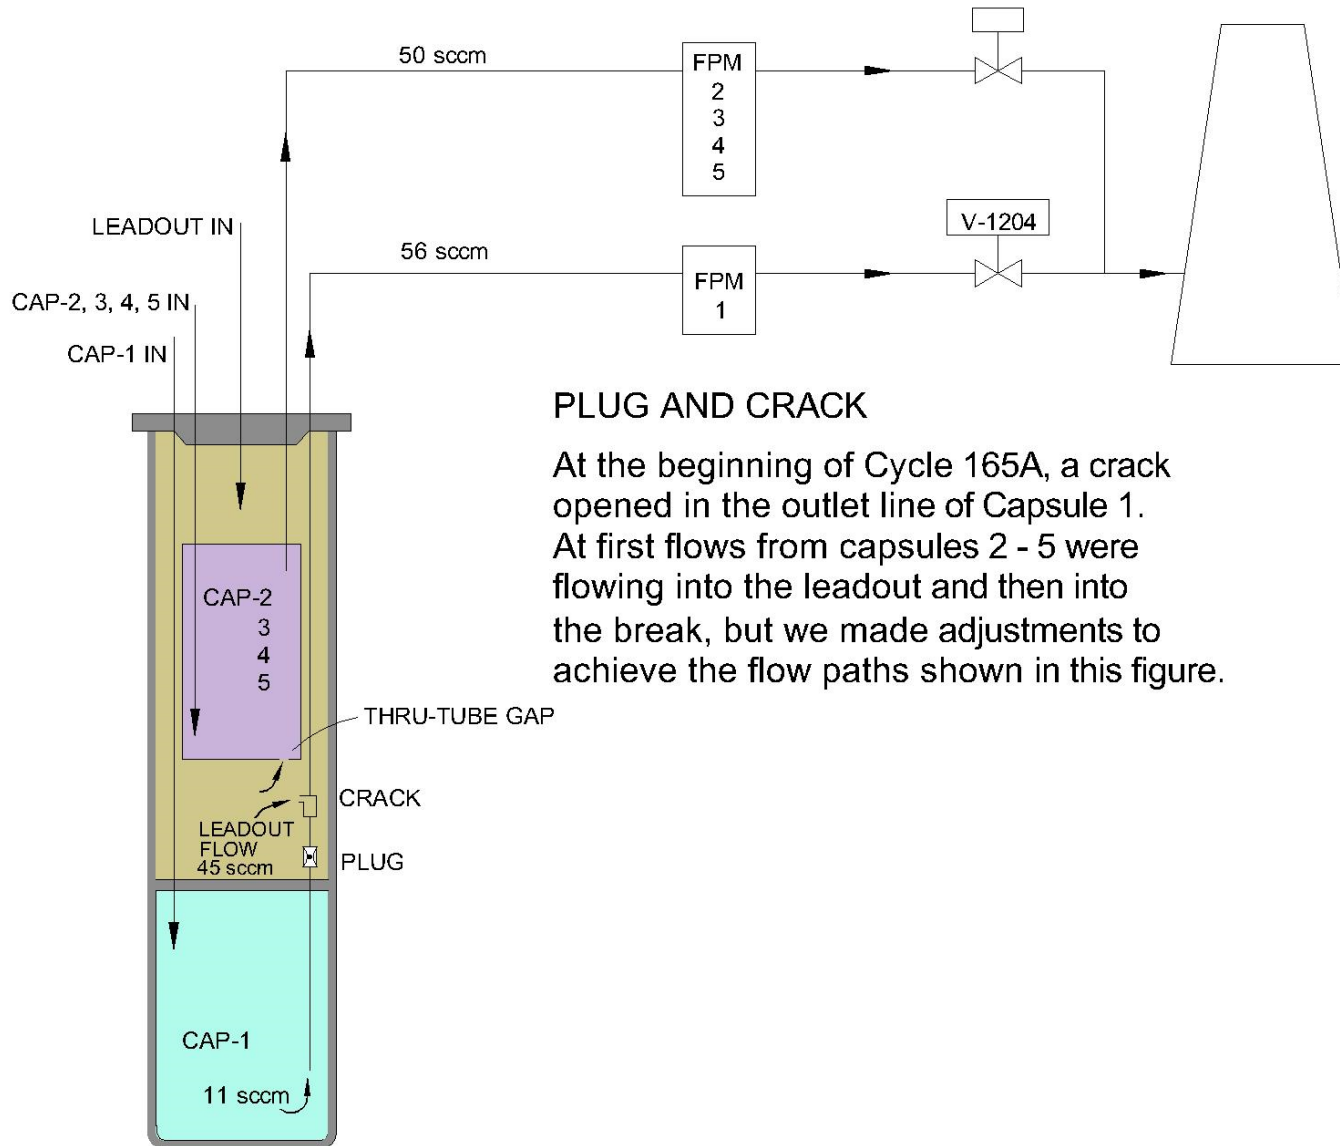 50 sccm
FPM
2
3
4
5
LEADOUT IN
V-1204
56 sccm
FPM
1
CAP-2, 3, 4, 5 IN
CAP-1 IN
PLUG AND CRACK
At the beginning of Cycle 165A, a crack
opened in the outlet line of Capsule 1.
At first flows from capsules 2 - 5 were
flowing into the leadout and then into
the break, but we made adjustments to
achieve the flow paths shown in this figure.
CAP-2
3
4
5
THRU-TUBE GAP
CRACK
LEADOUT
FLOW
45 sccm
PLUG
CAP-1
11 sccm